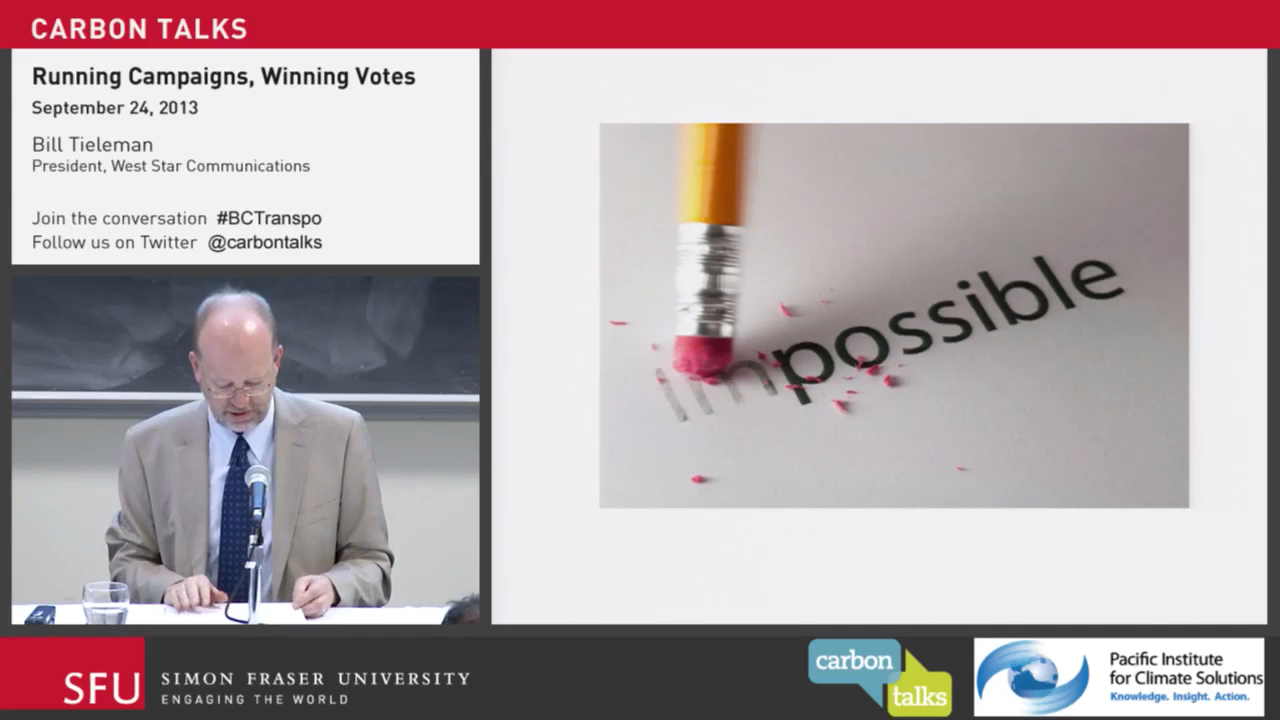 CARBON TALKS
Running Campaigns, Winning Votes
September 24, 2013
Bill Tieleman
President, West Star Communications
Join the conversation #BCTranspo
Follow us on Twitter @carbontalks
impossible
SFU
SIMON FRASER UNIVERSITY
ENGAGING THE WORLD
carbon
talks
Pacific Institute
for Climate Solutions
Knowledge. Insight. Action.